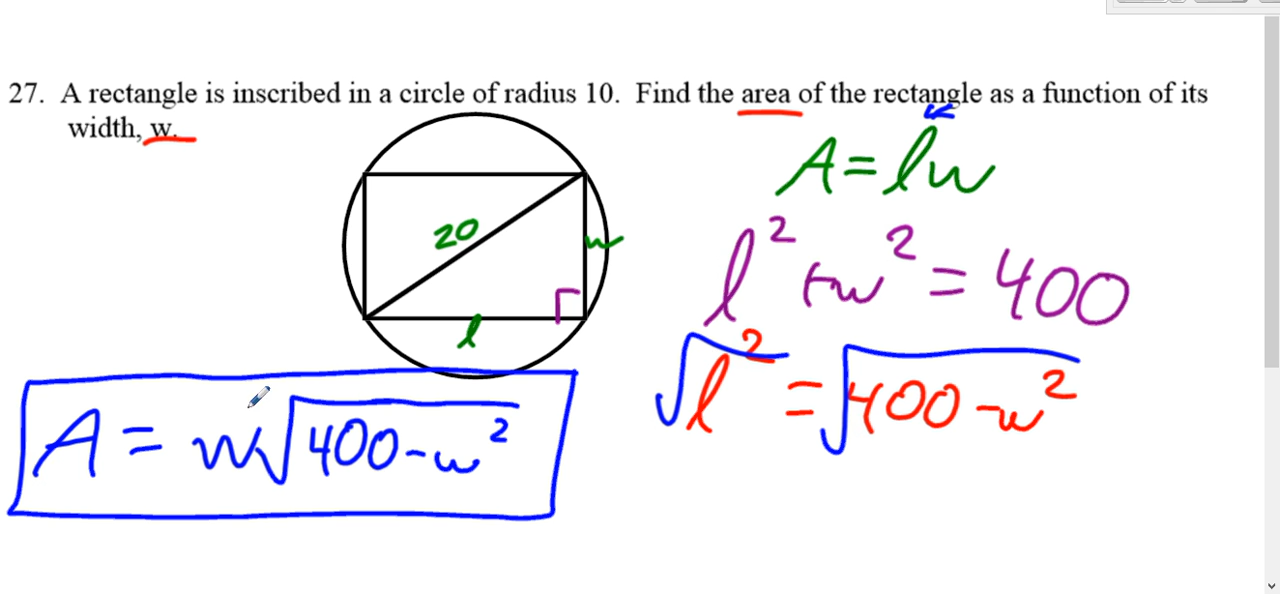 27. A rectangle is inscribed in a circle of radius 10. Find the area of the rectangle as a function of its
width, w.
A = lw
20
w
l² + w² = 400
l
√l² = √400 - w²
A = w√400 - w²